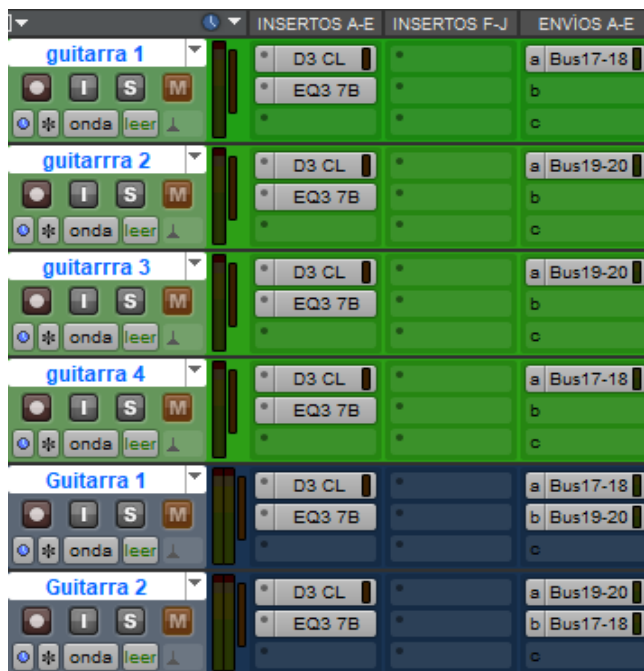 INSERTOS A-E INSERTOS F-J ENVÌOS A-E
guitarra 1 D3 CL a Bus17-18
I S M EQ3 7B b
onda leer c
guitarrra 2 D3 CL a Bus19-20
I S M EQ3 7B b
onda leer c
guitarrra 3 D3 CL a Bus19-20
I S M EQ3 7B b
onda leer c
guitarra 4 D3 CL a Bus17-18
I S M EQ3 7B b
onda leer c
Guitarra 1 D3 CL a Bus17-18
I S M EQ3 7B b Bus19-20
onda leer c
Guitarra 2 D3 CL a Bus19-20
I S M EQ3 7B b Bus17-18
onda leer c